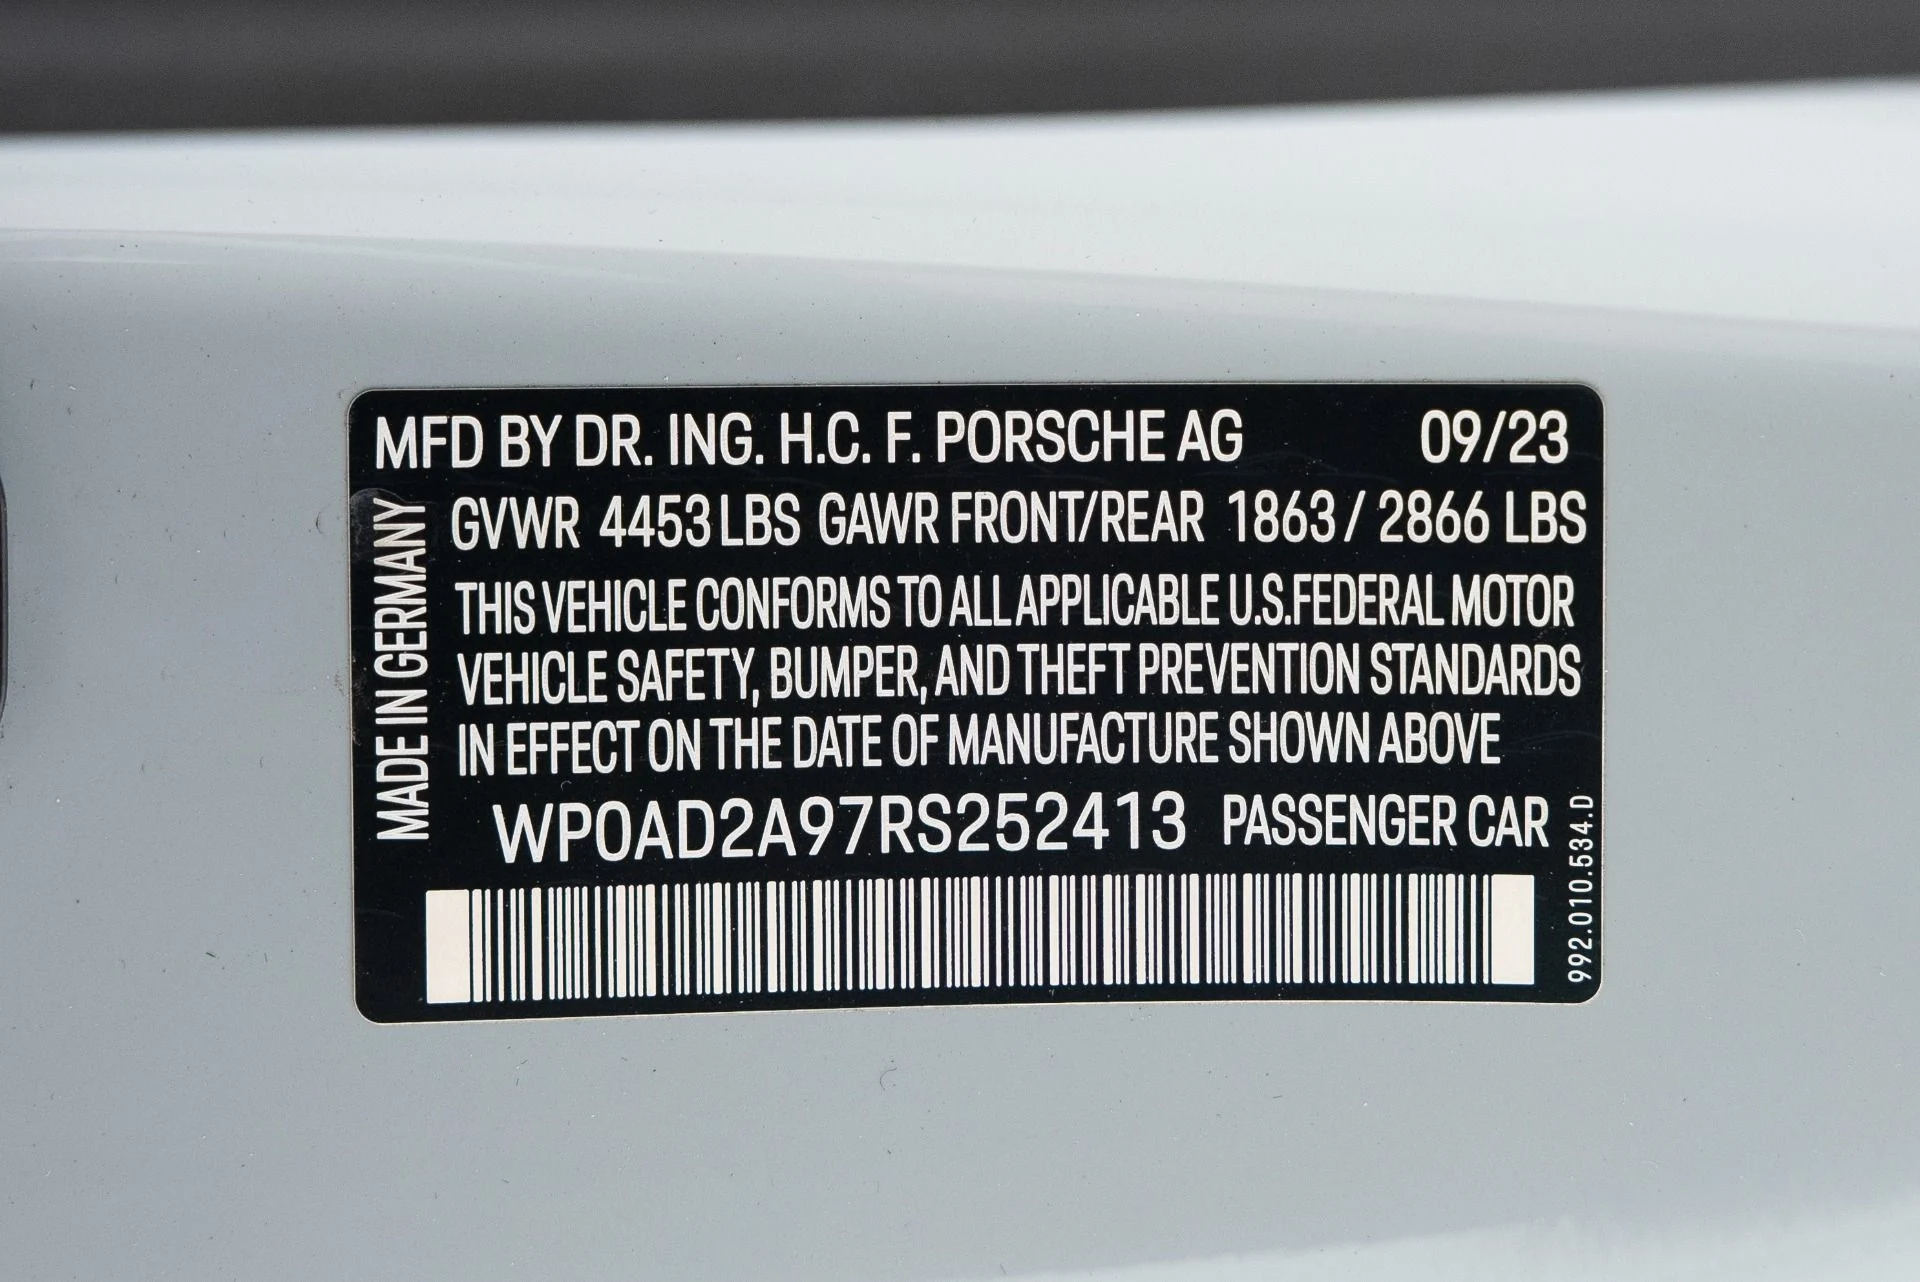 MFD BY DR. ING. H.C. F. PORSCHE AG 09/23
GVWR 4453 LBS GAWR FRONT/REAR 1863 / 2866 LBS
THIS VEHICLE CONFORMS TO ALL APPLICABLE U.S.FEDERAL MOTOR
VEHICLE SAFETY, BUMPER, AND THEFT PREVENTION STANDARDS
IN EFFECT ON THE DATE OF MANUFACTURE SHOWN ABOVE
WP0AD2A97RS252413 PASSENGER CAR
MADE IN GERMANY
992.010.534.D